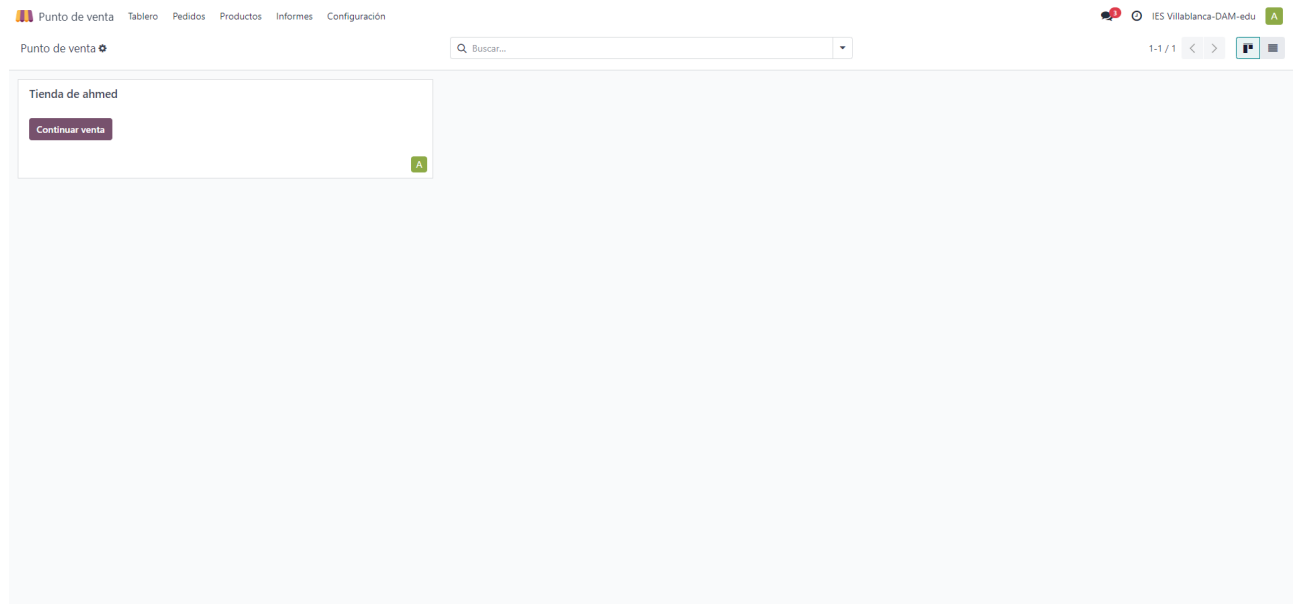 Punto de venta Tablero Pedidos Productos Informes Configuración 3 IES Villablanca-DAM-edu A
Punto de venta Buscar... 1-1 / 1
Tienda de ahmed
Continuar venta
A